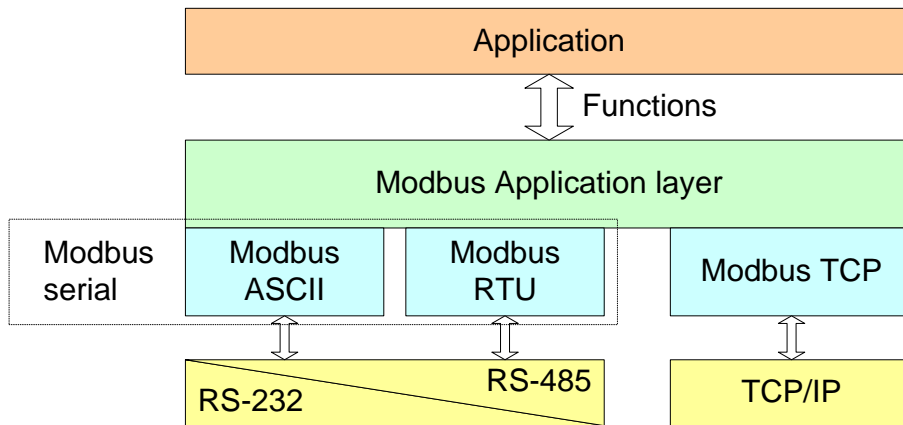 Application
Functions
Modbus Application layer
Modbus
serial
Modbus
ASCII
Modbus
RTU
Modbus TCP
RS-232
RS-485
TCP/IP